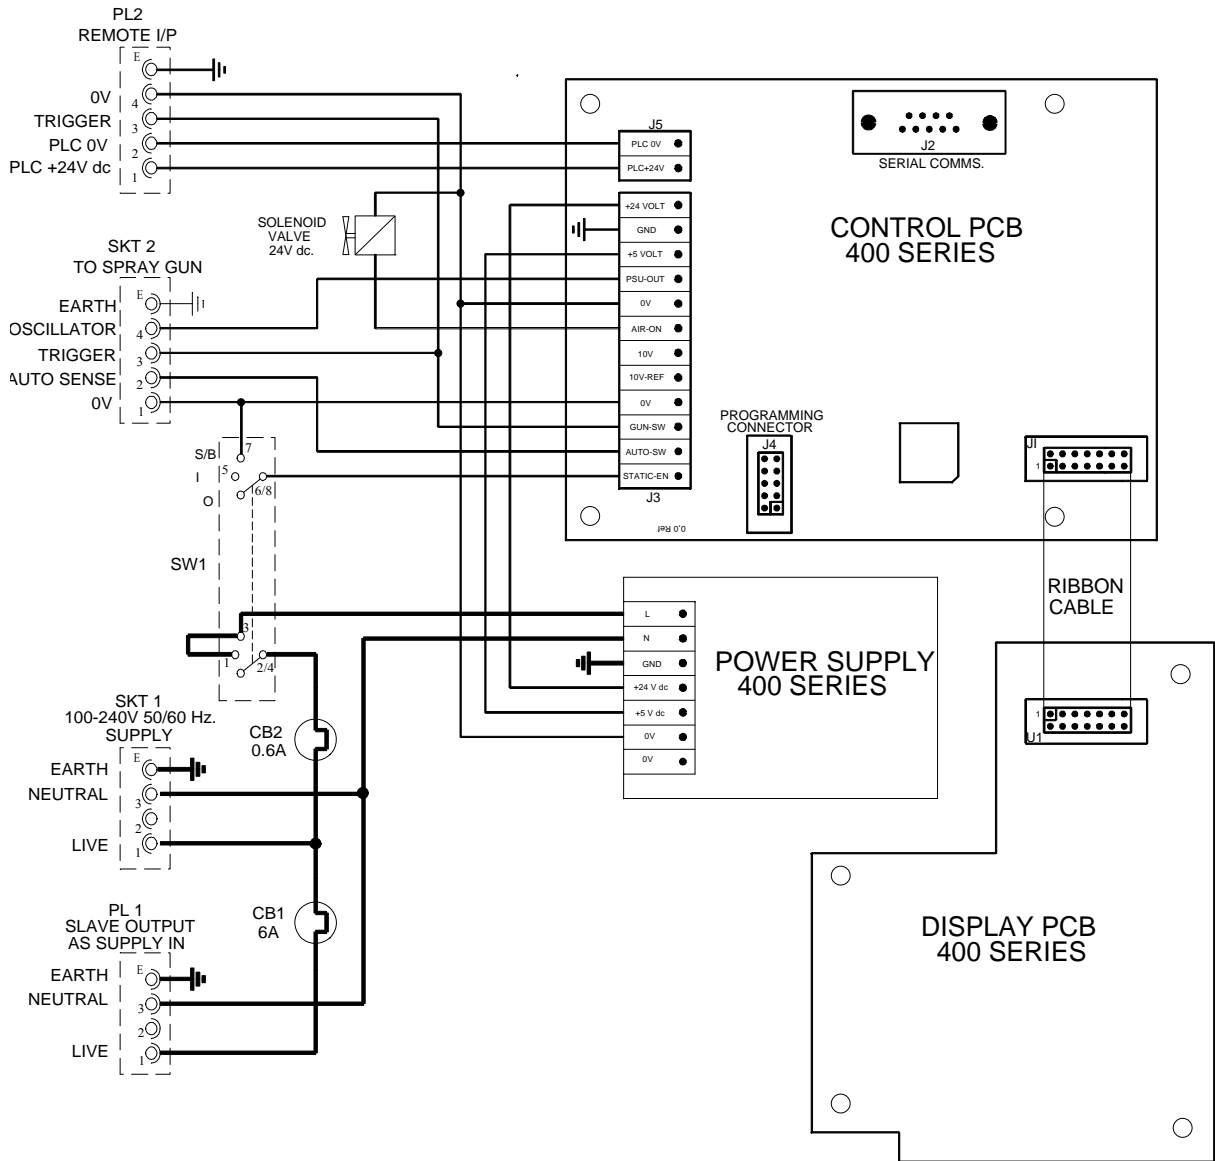 PL2
REMOTE I/P
E
0V
4
TRIGGER
3
PLC 0V
2
PLC +24V dc
1
SOLENOID
VALVE
24V dc.
SKT 2
TO SPRAY GUN
E
EARTH
OSCILLATOR
4
TRIGGER
3
AUTO SENSE
2
0V
1
S/B
7
5
I
6/8
O
SW1
3
1
2/4
SKT 1
100-240V 50/60 Hz.
SUPPLY
E
EARTH
NEUTRAL
3
2
LIVE
1
CB2
0.6A
PL 1
SLAVE OUTPUT
AS SUPPLY IN
E
EARTH
NEUTRAL
3
2
LIVE
1
CB1
6A
J5
PLC 0V
PLC+24V
+24 VOLT
GND
+5 VOLT
PSU-OUT
0V
AIR-ON
10V
10V-REF
0V
GUN-SW
AUTO-SW
STATIC-EN
J3
0,0 Ref
J2
SERIAL COMMS.
CONTROL PCB
400 SERIES
PROGRAMMING
CONNECTOR
J4
JI
1
RIBBON
CABLE
L
N
GND
+24 V dc
+5 V dc
0V
0V
POWER SUPPLY
400 SERIES
1
U1
DISPLAY PCB
400 SERIES